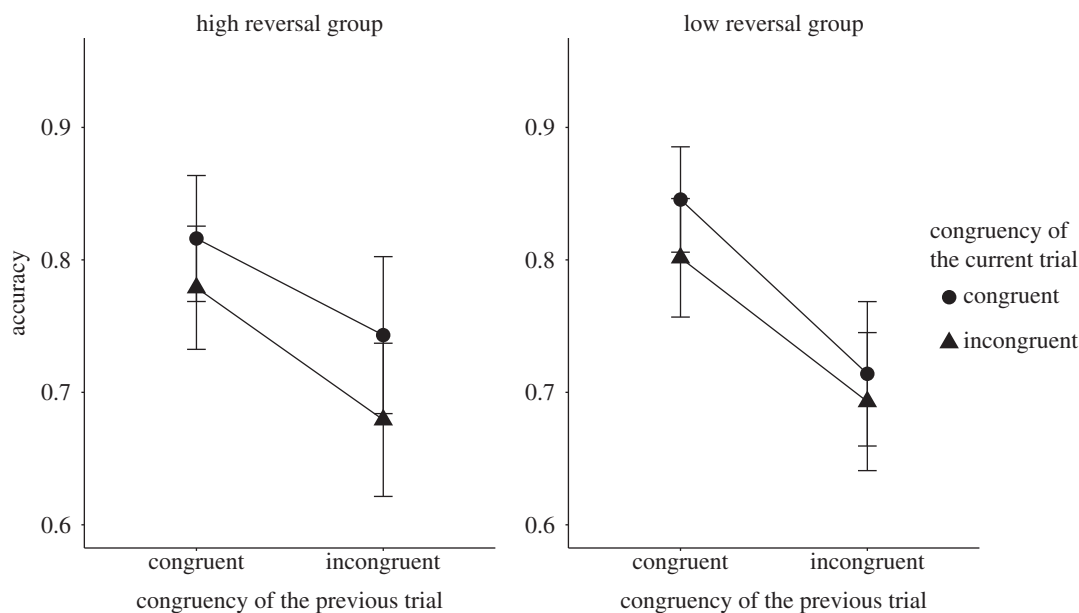 high reversal group
low reversal group
accuracy
0.9
0.8
0.7
0.6
congruent
incongruent
congruency of the previous trial
0.9
0.8
0.7
0.6
congruent
incongruent
congruency of the previous trial
congruency of
the current trial
congruent
incongruent